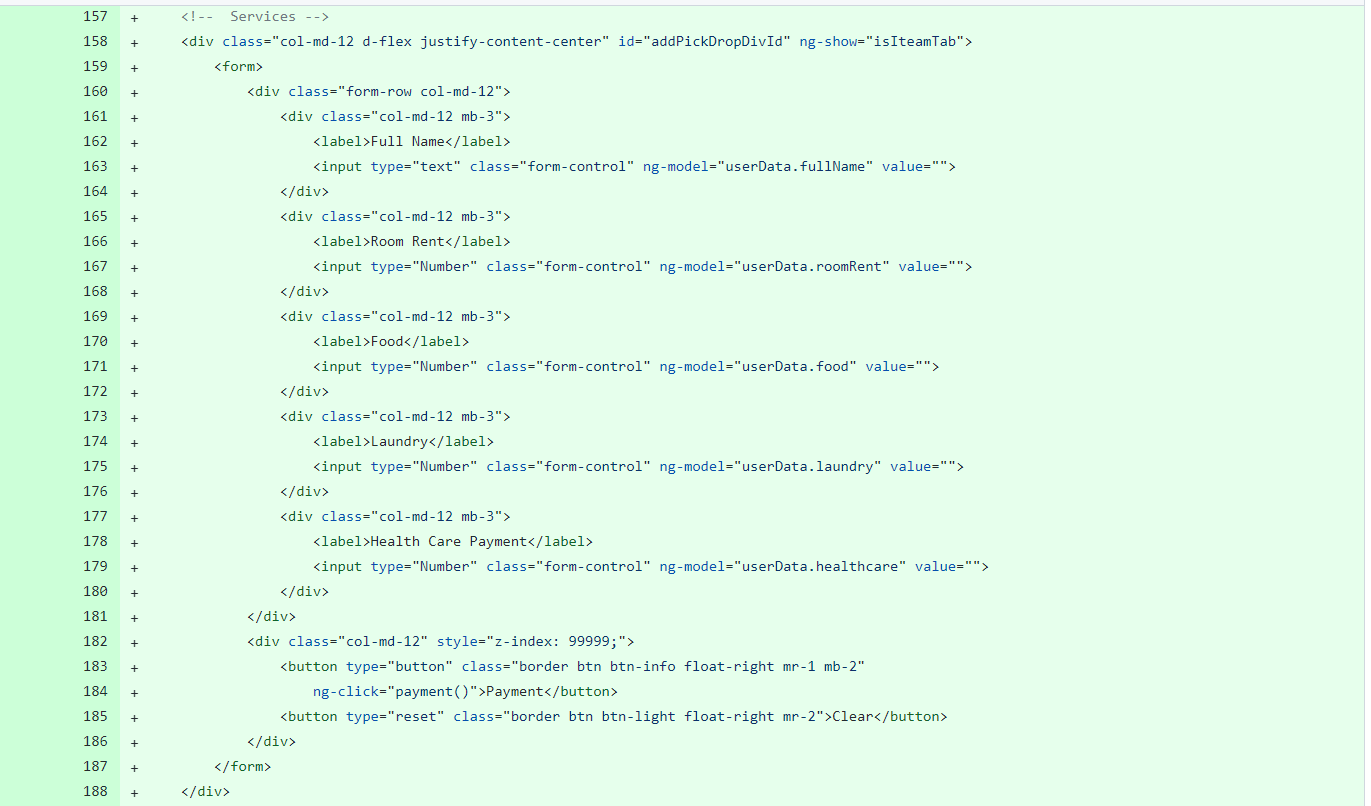 157 + <!--  Services -->
158 + <div class="col-md-12 d-flex justify-content-center" id="addPickDropDivId" ng-show="isIteamTab">
159 + <form>
160 + <div class="form-row col-md-12">
161 + <div class="col-md-12 mb-3">
162 + <label>Full Name</label>
163 + <input type="text" class="form-control" ng-model="userData.fullName" value="">
164 + </div>
165 + <div class="col-md-12 mb-3">
166 + <label>Room Rent</label>
167 + <input type="Number" class="form-control" ng-model="userData.roomRent" value="">
168 + </div>
169 + <div class="col-md-12 mb-3">
170 + <label>Food</label>
171 + <input type="Number" class="form-control" ng-model="userData.food" value="">
172 + </div>
173 + <div class="col-md-12 mb-3">
174 + <label>Laundry</label>
175 + <input type="Number" class="form-control" ng-model="userData.laundry" value="">
176 + </div>
177 + <div class="col-md-12 mb-3">
178 + <label>Health Care Payment</label>
179 + <input type="Number" class="form-control" ng-model="userData.healthcare" value="">
180 + </div>
181 + </div>
182 + <div class="col-md-12" style="z-index: 99999;">
183 + <button type="button" class="border btn btn-info float-right mr-1 mb-2"
184 + ng-click="payment()">Payment</button>
185 + <button type="reset" class="border btn btn-light float-right mr-2">Clear</button>
186 + </div>
187 + </form>
188 + </div>